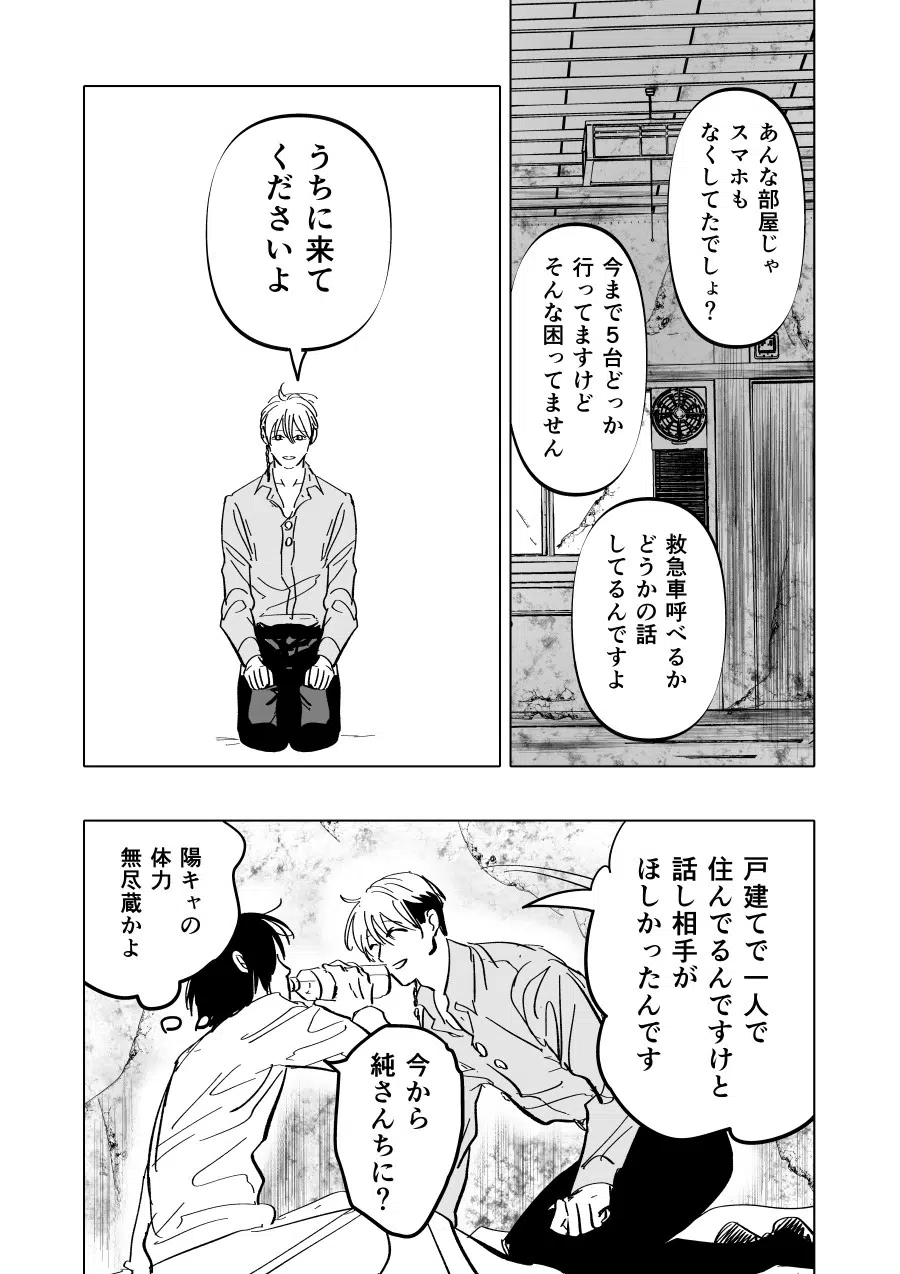 あんな部屋じゃ
スマホも
なくしてたでしょ?
今まで5台どっか
行ってますけど
そんな困ってません
救急車呼べるか
どうかの話
してるんですよ
うちに来て
くださいよ
戸建てで一人で
住んでるんですけと
話し相手が
ほしかったんです
今から
純さんちに?
陽キャの
体力
無尽蔵かよ